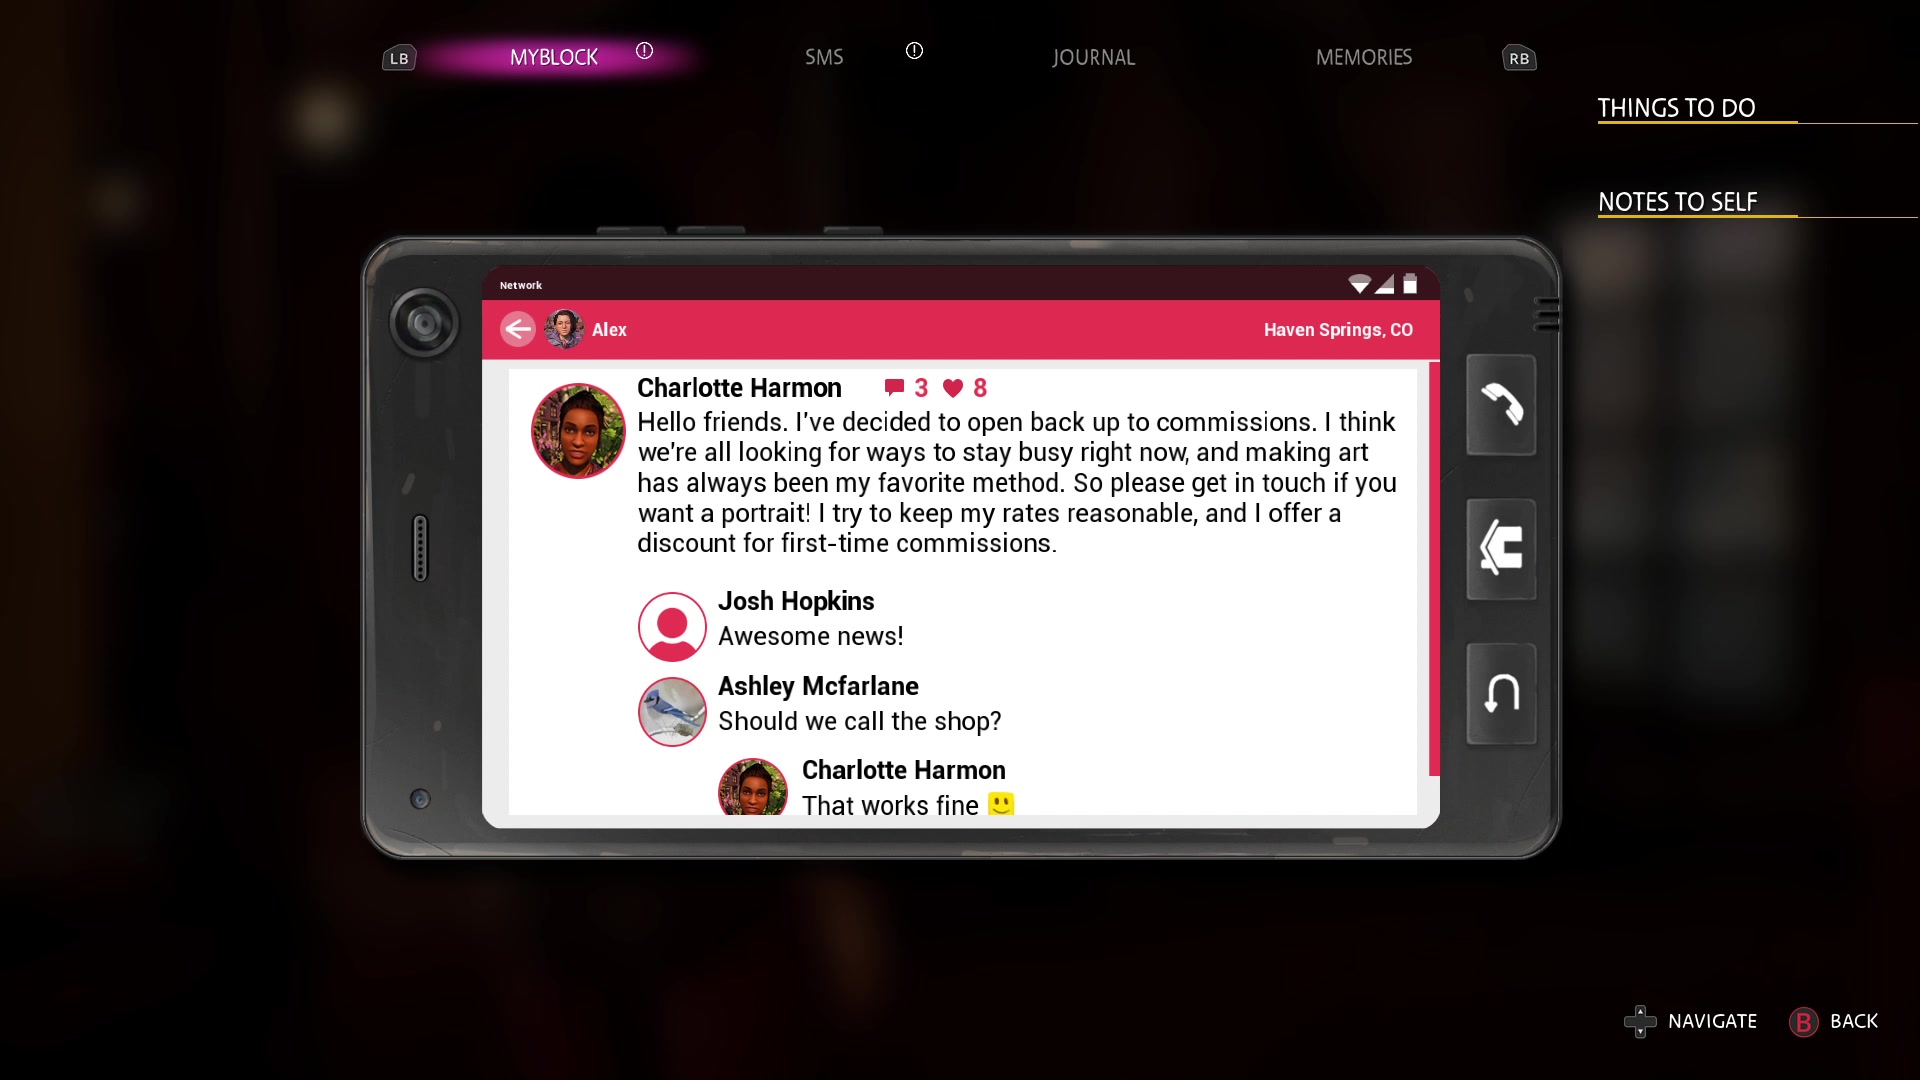 LB
MYBLOCK
SMS
JOURNAL
MEMORIES
RB
THINGS TO DO
NOTES TO SELF
Network
Alex
Haven Springs, CO
Charlotte Harmon 3 8
Hello friends. I've decided to open back up to commissions. I think
we're all looking for ways to stay busy right now, and making art
has always been my favorite method. So please get in touch if you
want a portrait! I try to keep my rates reasonable, and I offer a
discount for first-time commissions.
Josh Hopkins
Awesome news!
Ashley Mcfarlane
Should we call the shop?
Charlotte Harmon
That works fine
NAVIGATE
B BACK